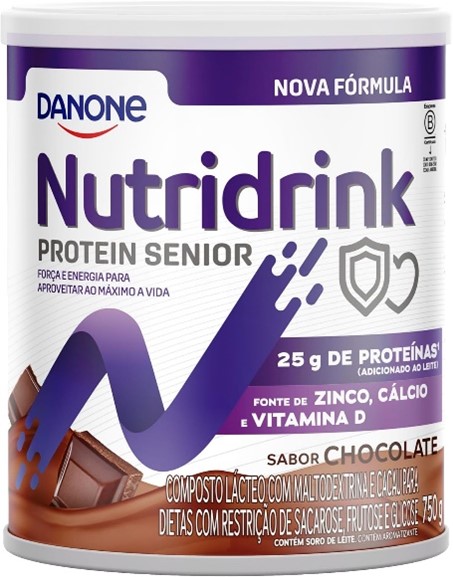 NOVA FÓRMULA
DANONE
Empresa
B
Certificada
Nutridrink
PROTEIN SENIOR
FORÇA E ENERGIA PARA
APROVEITAR AO MÁXIMO A VIDA
25 g DE PROTEÍNAS
(ADICIONADO AO LEITE)
FONTE DE ZINCO, CÁLCIO
E VITAMINA D
SABOR CHOCOLATE
COMPOSTO LÁCTEO COM MALTODEXTRINA E CACAU PARA
DIETAS COM RESTRIÇÃO DE SACAROSE, FRUTOSE E GLICOSE 750 g
CONTÉM SORO DE LEITE. CONTÉM AROMATIZANTE.